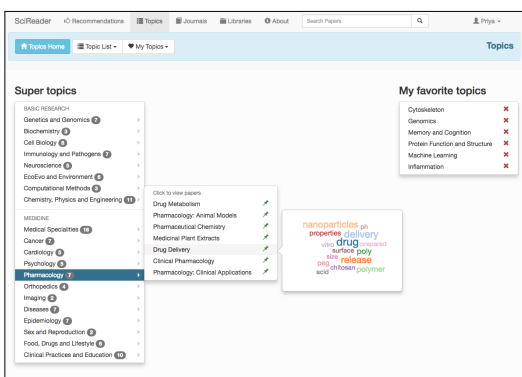 SciReader Recommendations Topics Journals Libraries About Search Papers Priya
Topics Home Topic List My Topics Topics
Super topics
BASIC RESEARCH
Genetics and Genomics 7
Biochemistry 3
Cell Biology 8
Immunology and Pathogens 7
Neuroscience 9
EcoEvo and Environment 5
Computational Methods 3
Chemistry, Physics and Engineering 11
MEDICINE
Medical Specialities 16
Cancer 7
Cardiology 5
Psychology 5
Pharmacology 7
Orthopedics 4
Imaging 2
Diseases 7
Epidemiology 7
Sex and Reproduction 3
Food, Drugs and Lifestyle 6
Clinical Practices and Education 10
Click to view papers
Drug Metabolism
Pharmacology: Animal Models
Pharmaceutical Chemistry
Medicinal Plant Extracts
Drug Delivery
Clinical Pharmacology
Pharmacology: Clinical Applications
nanoparticles ph
properties delivery
vitro drug prepared
surface poly
size
peg release
chitosan polymer
acid
My favorite topics
Cytoskeleton
Genomics
Memory and Cognition
Protein Function and Structure
Machine Learning
Inflammation